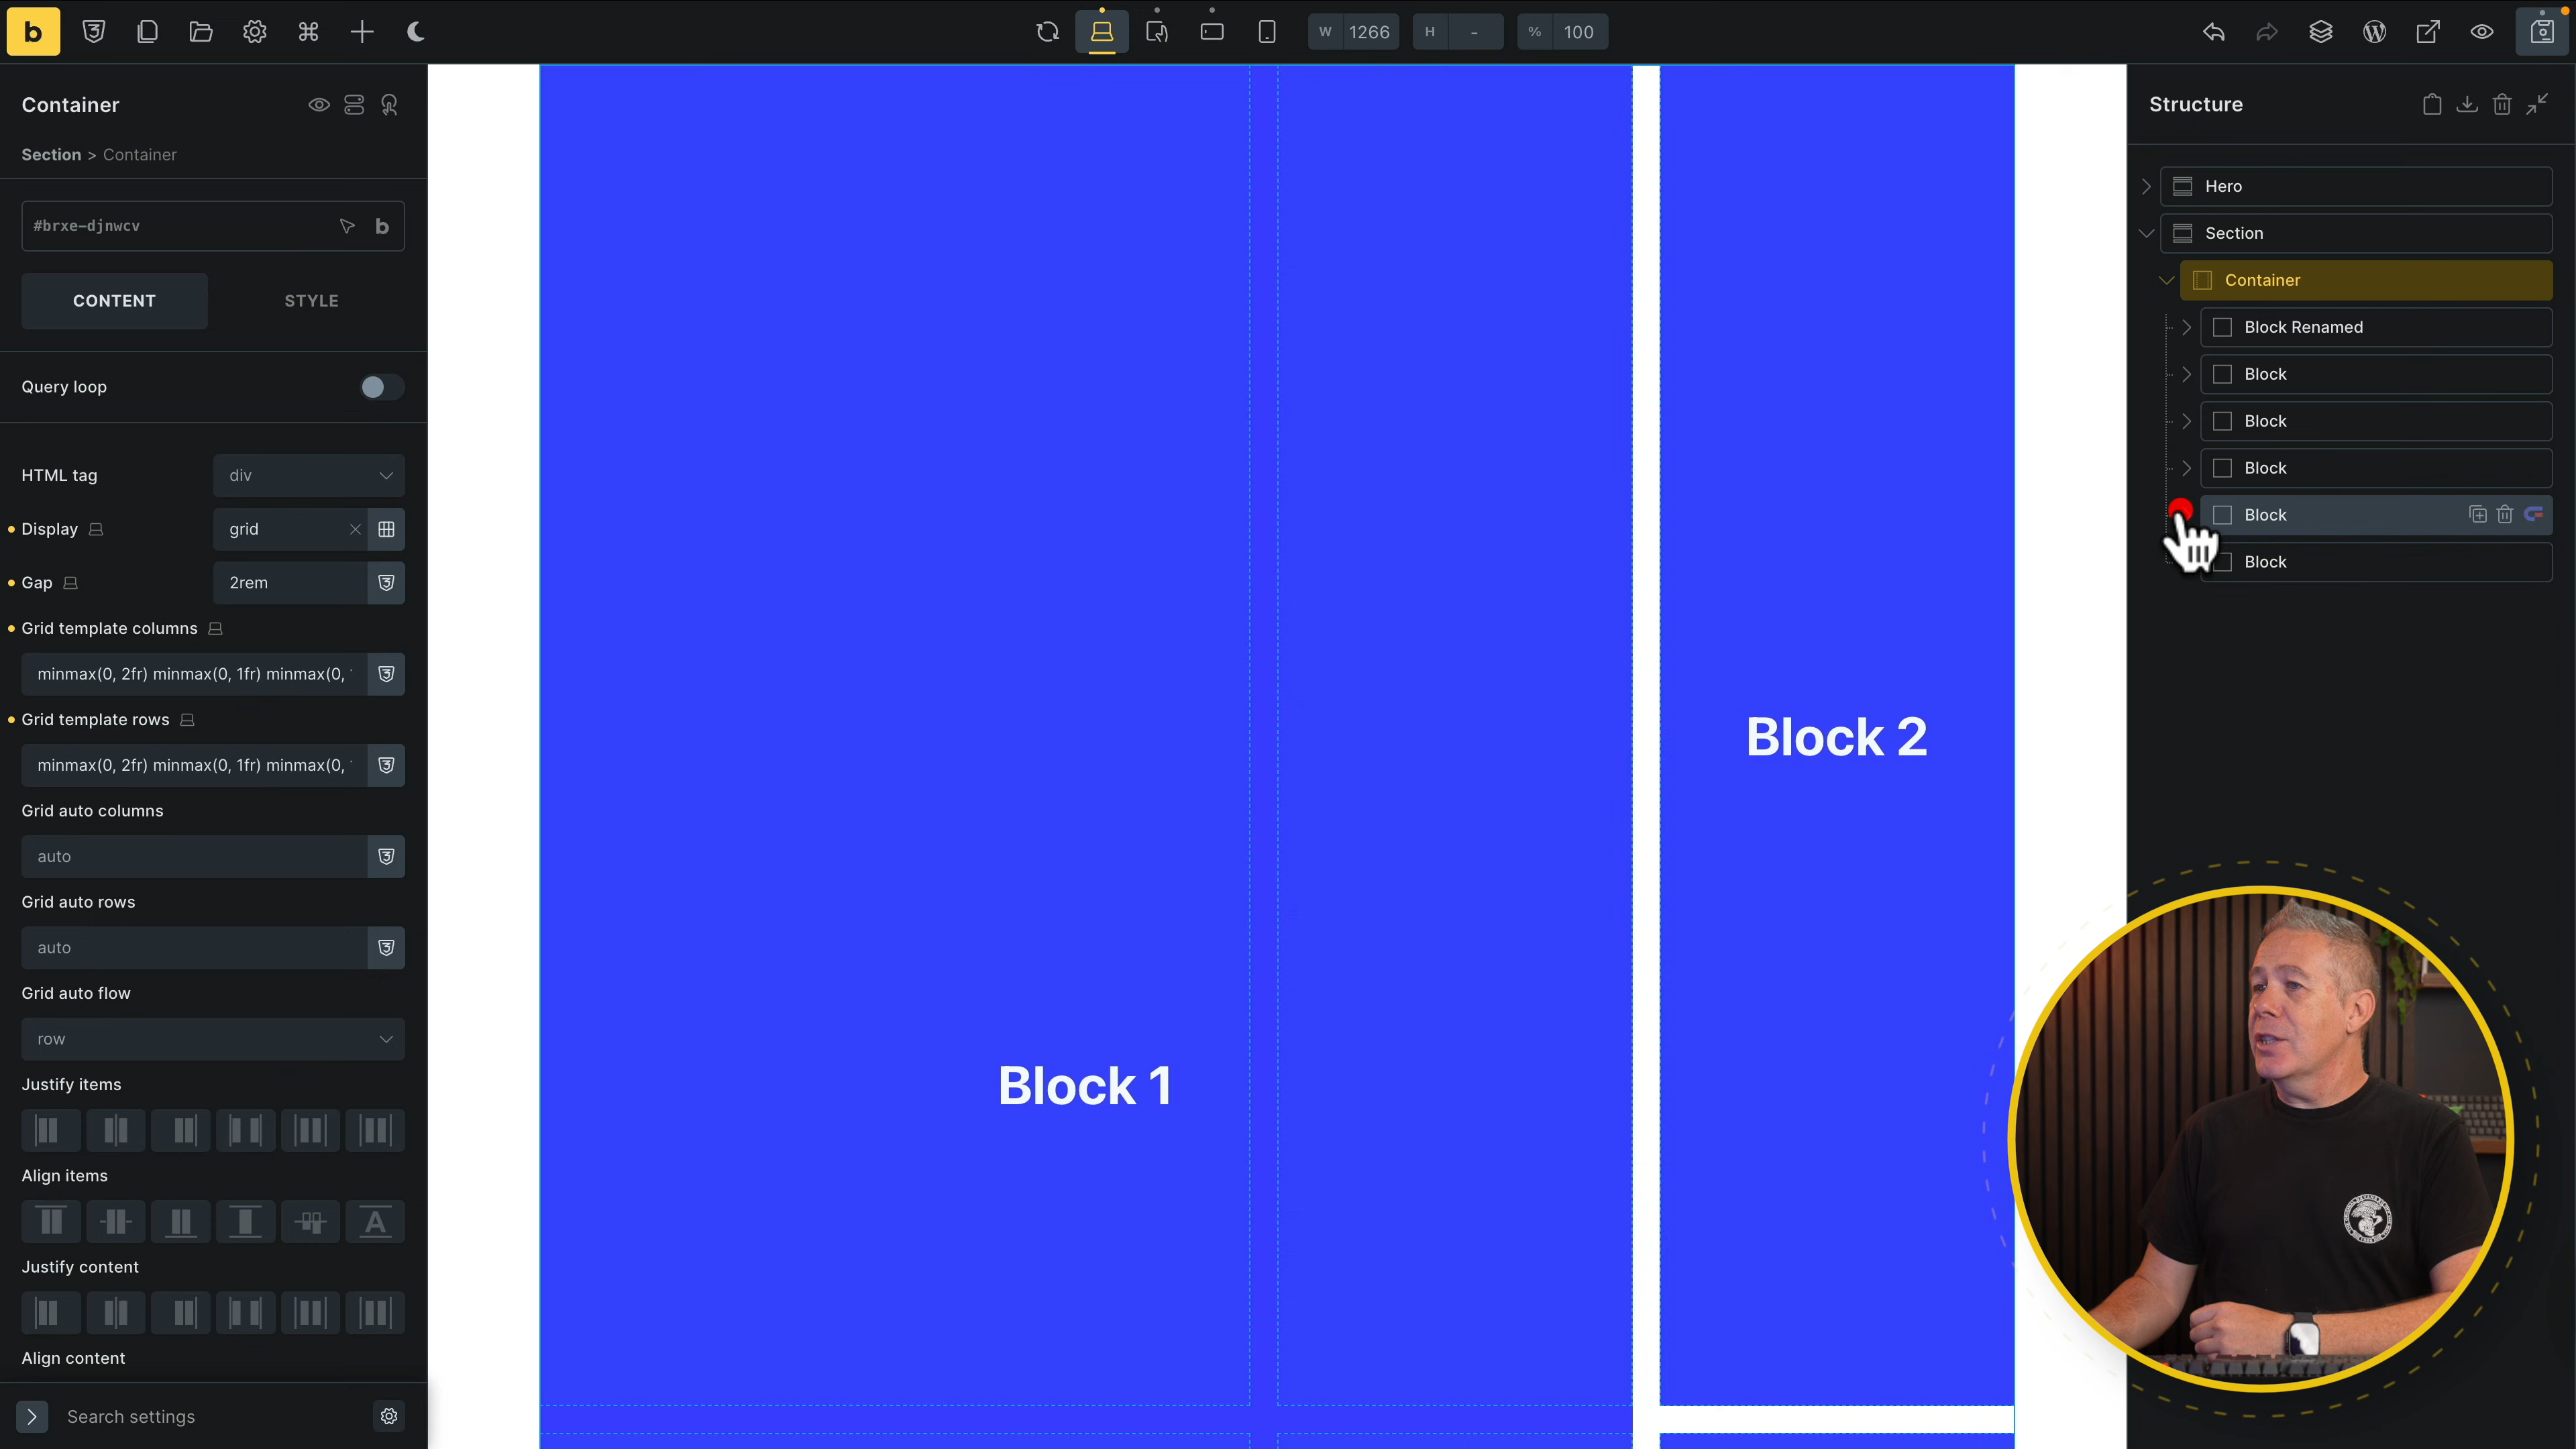 b
W 1266
H -
% 100
Container
Section > Container
#brxe-djnwcv
b
CONTENT
STYLE
Query loop
HTML tag
div
Display
grid
Gap
2rem
Grid template columns
minmax(0, 2fr) minmax(0, 1fr) minmax(0,
Grid template rows
minmax(0, 2fr) minmax(0, 1fr) minmax(0,
Grid auto columns
auto
Grid auto rows
auto
Grid auto flow
row
Justify items
Align items
A
Justify content
Align content
Search settings
Block 1
Block 2
Structure
Hero
Section
Container
Block Renamed
Block
Block
Block
Block
Block